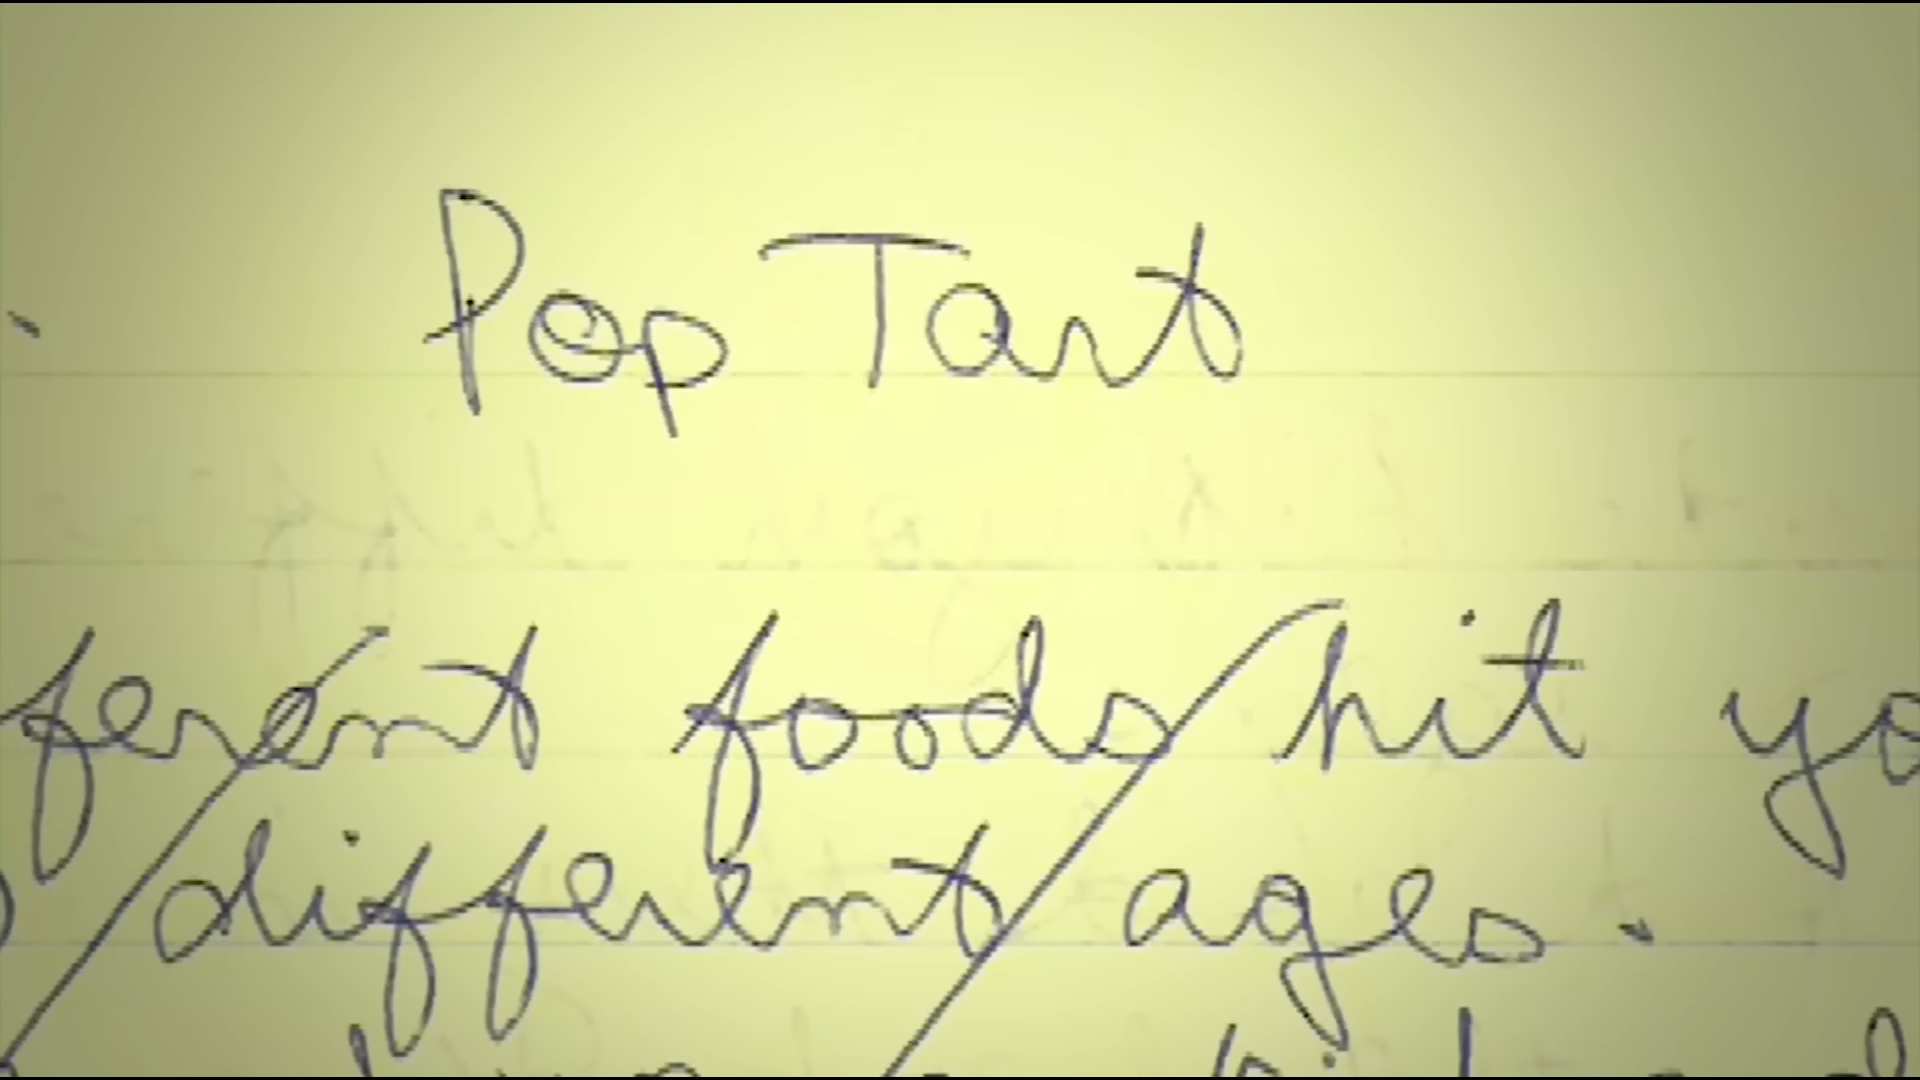 Pop Tart
ferent foods hit yo
different ages.